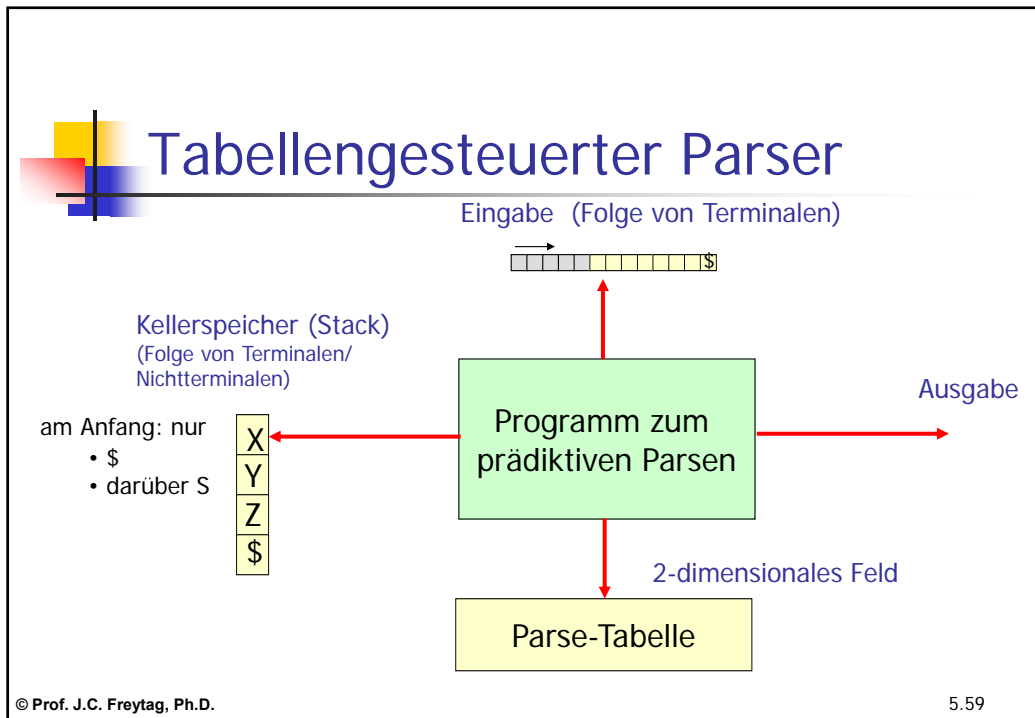 Tabellengesteuerter Parser
Eingabe (Folge von Terminalen)
$
Kellerspeicher (Stack)
(Folge von Terminalen/
Nichtterminalen)
am Anfang: nur
• $
• darüber S
X
Y
Z
$
Programm zum
prädiktiven Parsen
Ausgabe
2-dimensionales Feld
Parse-Tabelle
© Prof. J.C. Freytag, Ph.D.
5.59